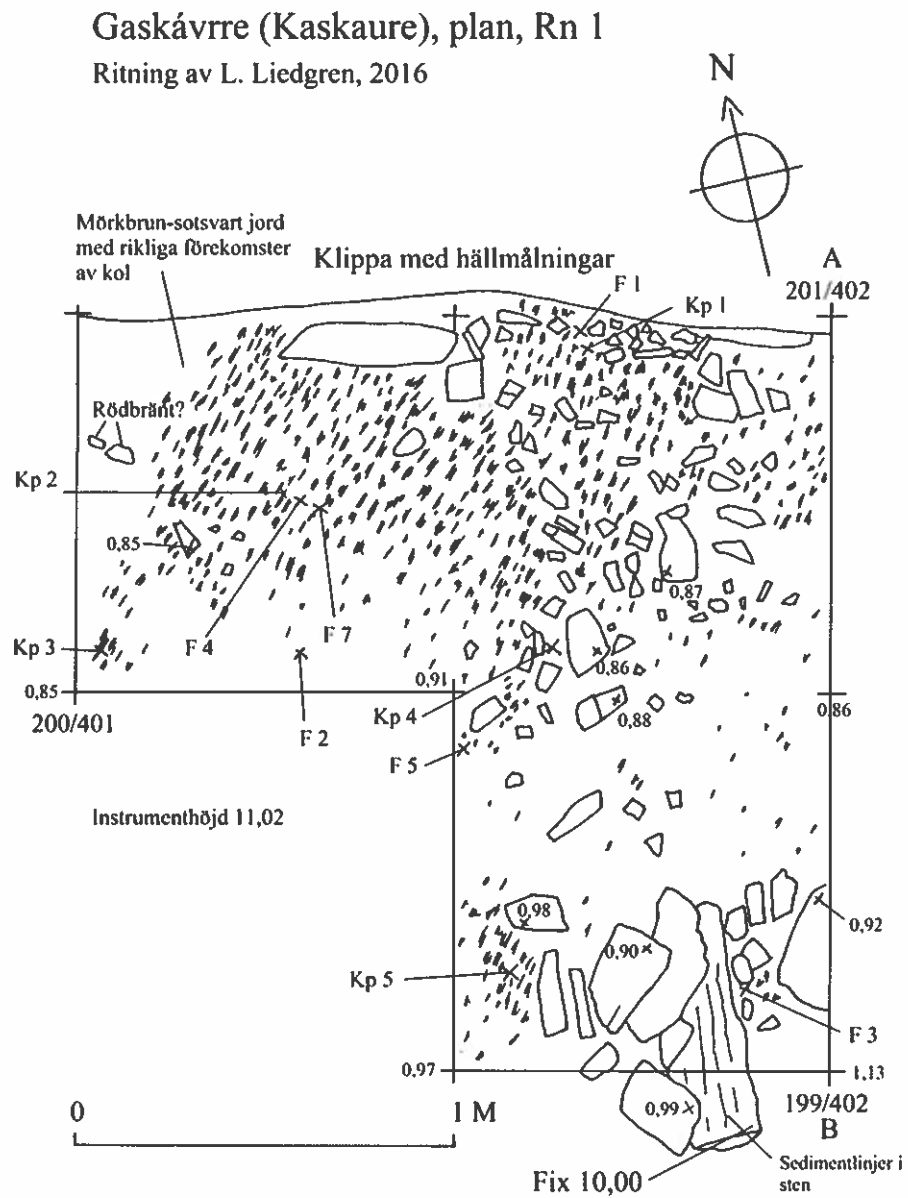 Gaskávrre (Kaskaure), plan, Rn 1
Ritning av L. Liedgren, 2016
N
Mörkbrun-sotsvart jord
med rikliga förekomster
av kol
Klippa med hällmålningar
A
201/402
F 1
Kp 1
Rödbränt?
Kp 2
0,85
0,87
F 4
F 7
Kp 3
0,86
0,91
0,85
200/401
Kp 4
0,88
0,86
F 2
F 5
Instrumenthöjd 11,02
0,98
0,92
0,90
Kp 5
F 3
0,97
1,13
0
1 M
0,99
199/402
B
Fix 10,00
Sedimentlinjer i
sten